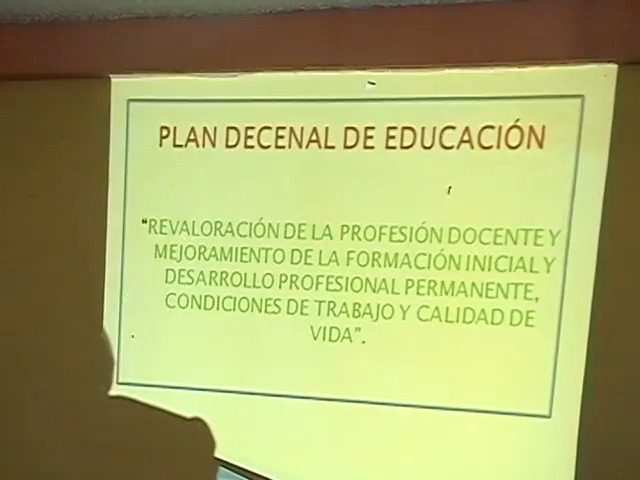 PLAN DECENAL DE EDUCACIÓN
"REVALORACIÓN DE LA PROFESIÓN DOCENTE Y
MEJORAMIENTO DE LA FORMACIÓN INICIAL Y
DESARROLLO PROFESIONAL PERMANENTE,
CONDICIONES DE TRABAJO Y CALIDAD DE
VIDA".